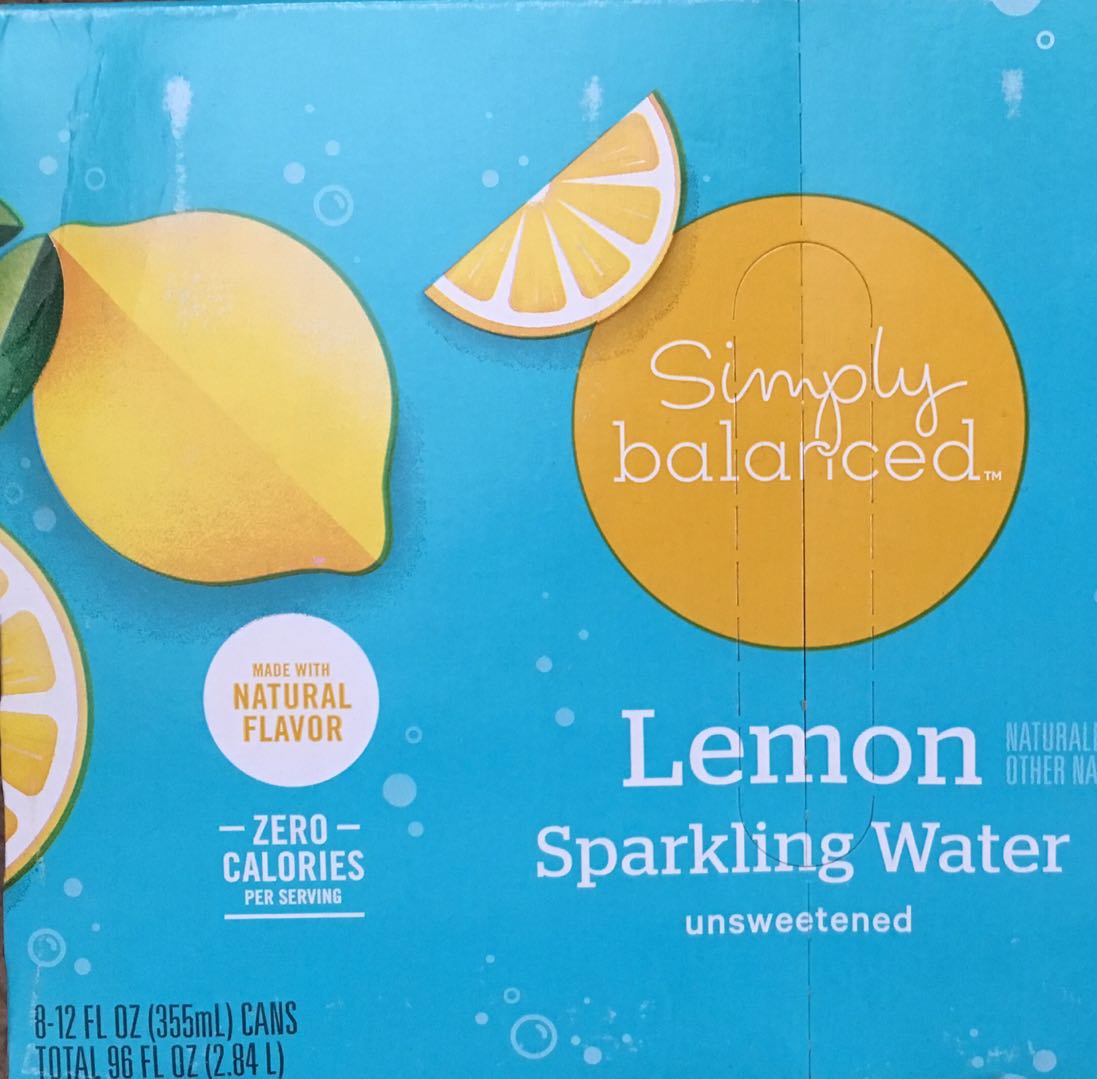 Simply
balanced™
MADE WITH
NATURAL
FLAVOR
Lemon
OTHER
Sparkling Water
unsweetened
– ZERO –
CALORIES
PER SERVING
8-12 FL OZ (355mL) CANS
TOTAL 96 FL OZ (2.84 L)